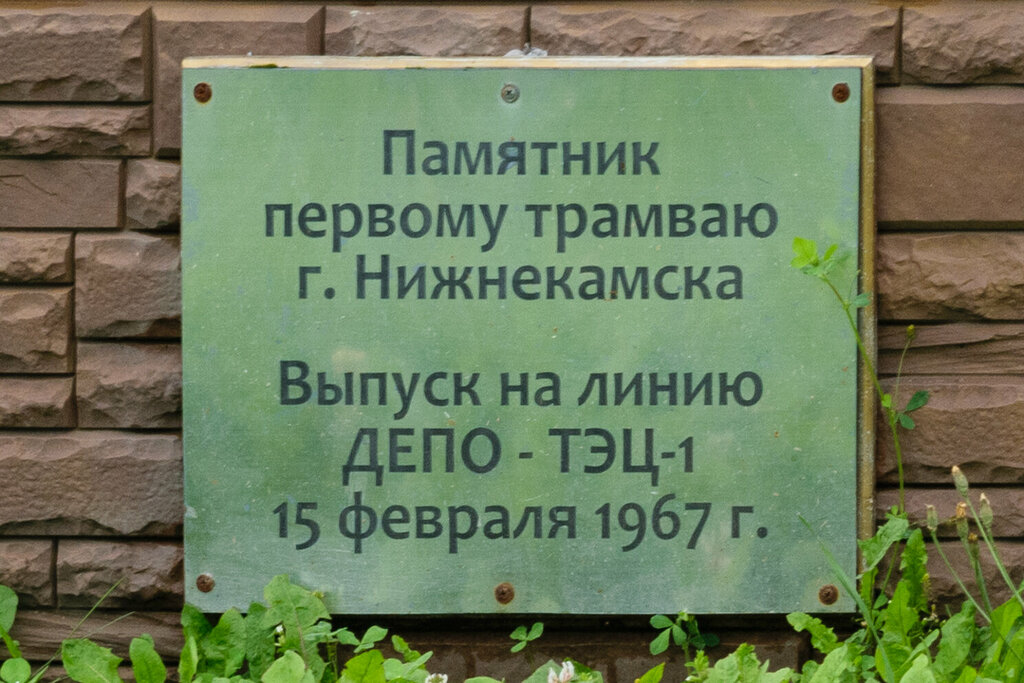 Памятник
первому трамваю
г. Нижнекамска
Выпуск на линию
ДЕПО - ТЭЦ-1
15 февраля 1967 г.